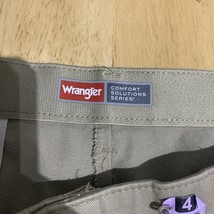 Wrangler
COMFORT
SOLUTIONS
SERIES
4